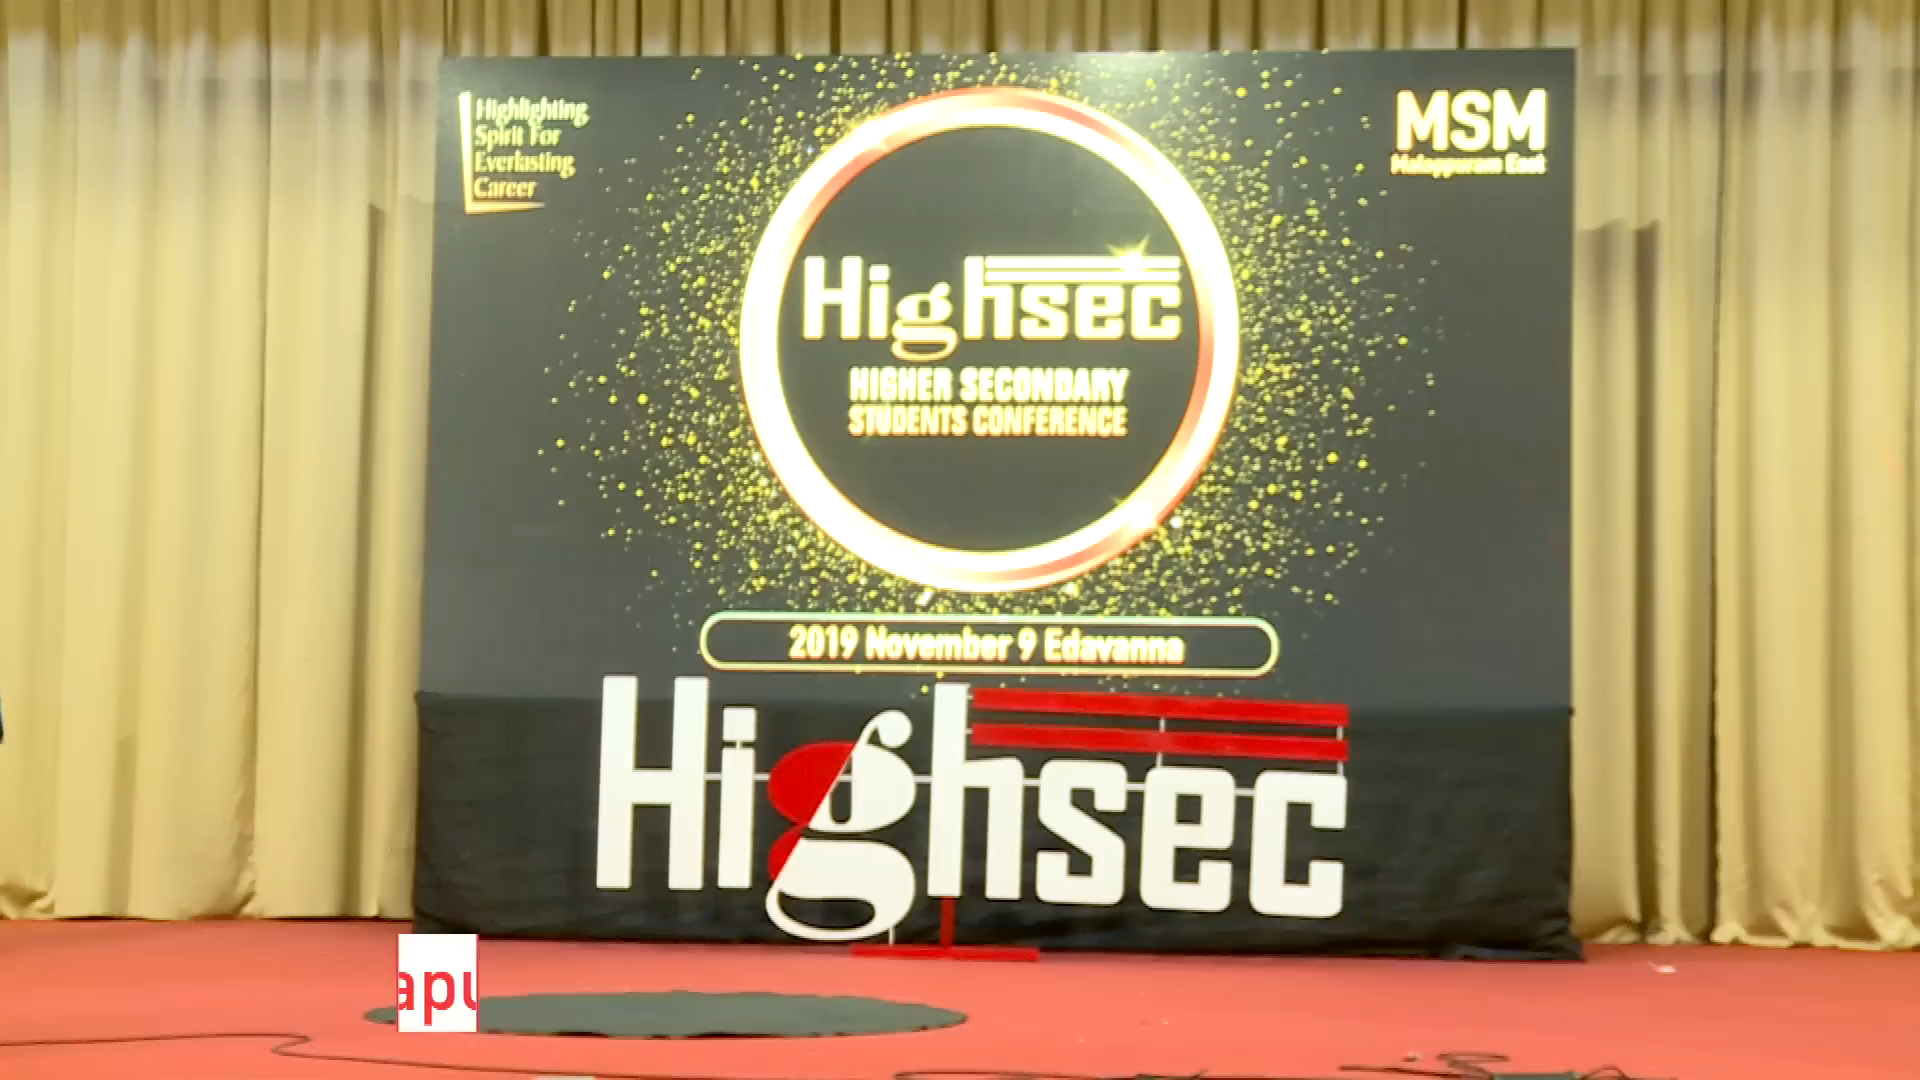 Highlighting
Spirit For
Everlasting
Career
MSM
Malappuram East
Highsec
HIGHER SECONDARY
STUDENTS CONFERENCE
2019 November 9 Edavanna
Highsec